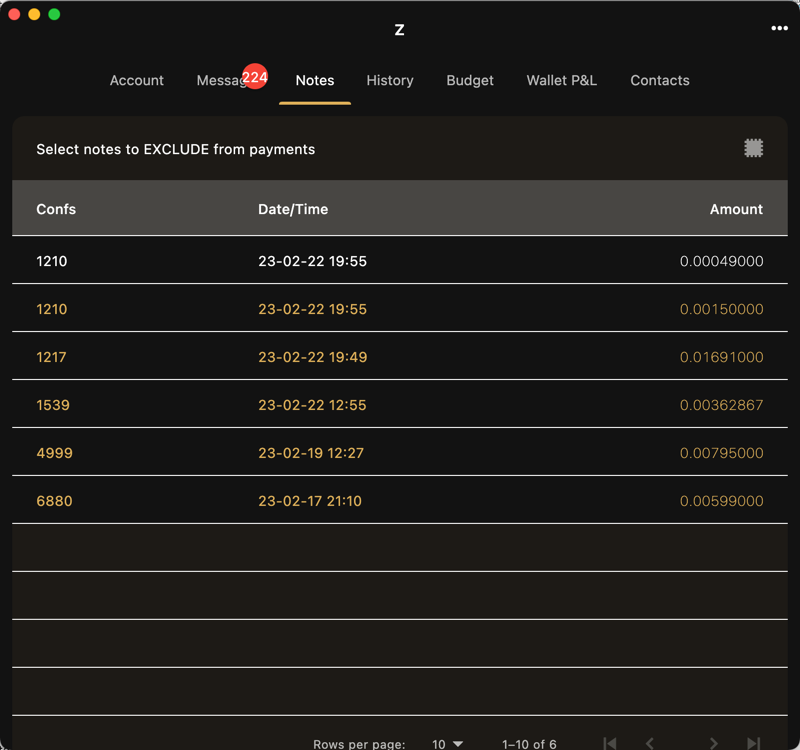 Z
•••
Account Messag 224 Notes History Budget Wallet P&L Contacts
Select notes to EXCLUDE from payments
Confs Date/Time Amount
1210 23-02-22 19:55 0.00049000
1210 23-02-22 19:55 0.00150000
1217 23-02-22 19:49 0.01691000
1539 23-02-22 12:55 0.00362867
4999 23-02-19 12:27 0.00795000
6880 23-02-17 21:10 0.00599000
Rows per page: 10 1–10 of 6